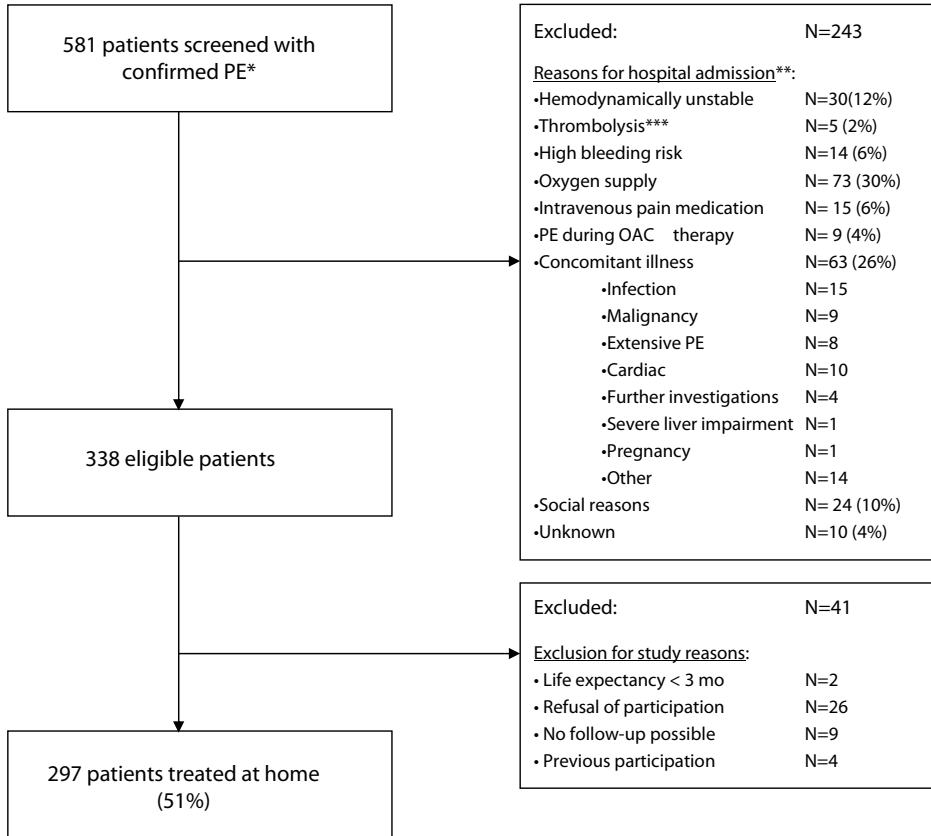 581 patients screened with
confirmed PE*
Excluded: N=243
Reasons for hospital admission**:
•Hemodynamically unstable N=30(12%)
•Thrombolysis*** N=5 (2%)
•High bleeding risk N=14 (6%)
•Oxygen supply N= 73 (30%)
•Intravenous pain medication N= 15 (6%)
•PE during OAC therapy N= 9 (4%)
•Concomitant illness N=63 (26%)
•Infection N=15
•Malignancy N=9
•Extensive PE N=8
•Cardiac N=10
•Further investigations N=4
•Severe liver impairment N=1
•Pregnancy N=1
•Other N=14
•Social reasons N= 24 (10%)
•Unknown N=10 (4%)
338 eligible patients
Excluded: N=41
Exclusion for study reasons:
• Life expectancy < 3 mo N=2
• Refusal of participation N=26
• No follow-up possible N=9
• Previous participation N=4
297 patients treated at home
(51%)